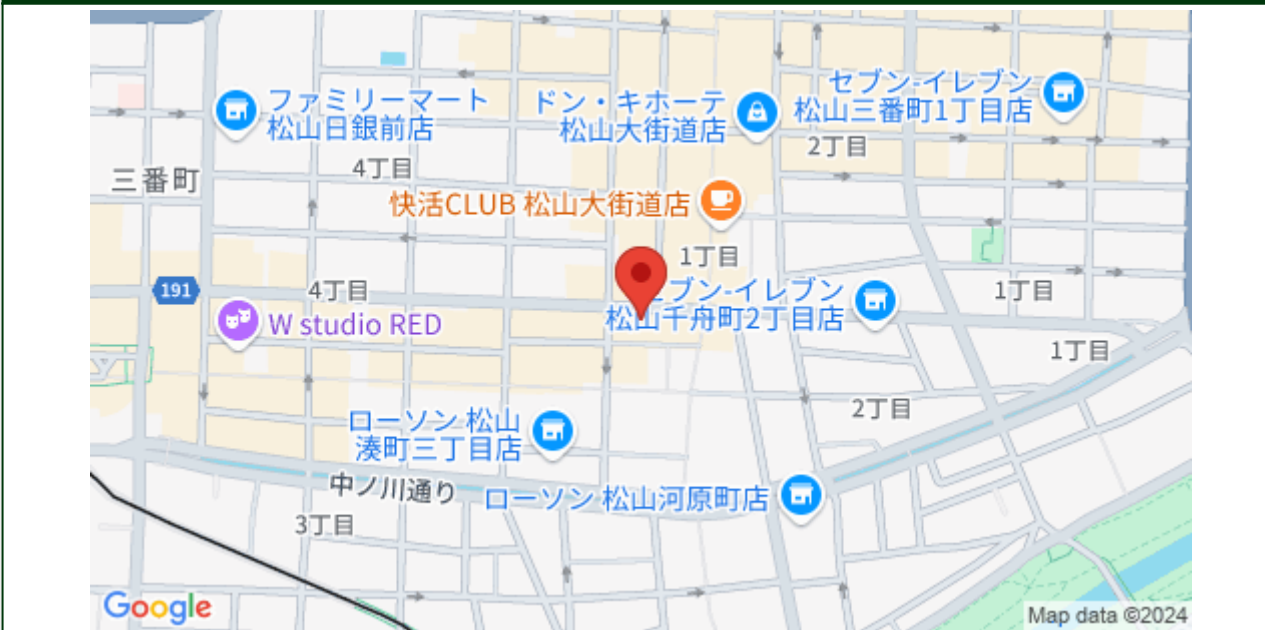 ファミリーマート
松山日銀前店
ドン・キホーテ
松山大街道店
セブン-イレブン
松山三番町1丁目店
2丁目
4丁目
三番町
快活CLUB 松山大街道店
1丁目
191
4丁目
W studio RED
セブン-イレブン
松山千舟町2丁目店
1丁目
1丁目
2丁目
ローソン 松山
湊町三丁目店
中ノ川通り
ローソン 松山河原町店
3丁目
Google
Map data ©2024